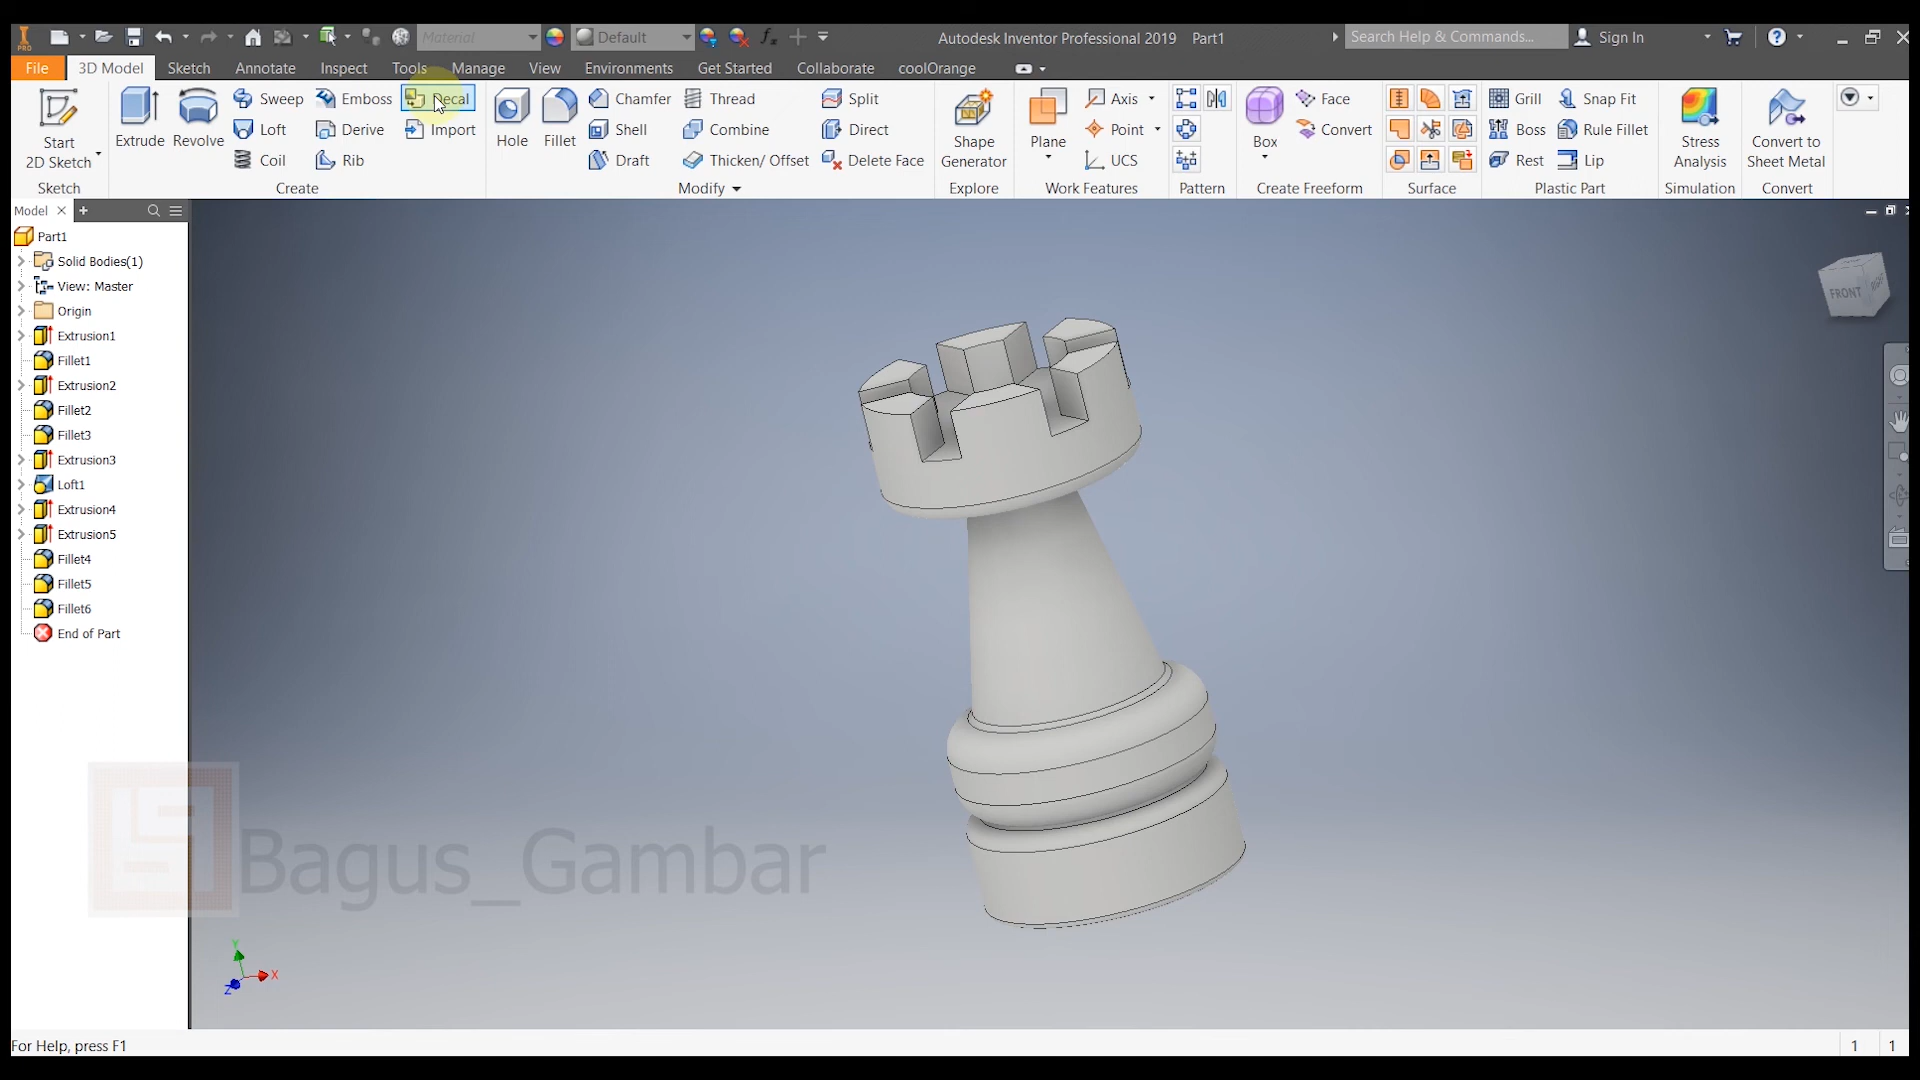 Material
Default
Autodesk Inventor Professional 2019 Part1
Search Help & Commands...
Sign In
PRO
File
3D Model
Sketch
Annotate
Inspect
Tools
Manage
View
Environments
Get Started
Collaborate
coolOrange
Start
2D Sketch
Sketch
Extrude
Revolve
Sweep
Loft
Coil
Emboss
Derive
Rib
Decal
Import
Create
Hole
Fillet
Chamfer
Shell
Draft
Thread
Combine
Thicken/ Offset
Split
Direct
Delete Face
Modify
Shape
Generator
Explore
Plane
Axis
Point
UCS
Work Features
Pattern
Box
Face
Convert
Create Freeform
Surface
Grill
Boss
Rest
Snap Fit
Rule Fillet
Lip
Plastic Part
Stress
Analysis
Simulation
Convert to
Sheet Metal
Convert
Model
Part1
Solid Bodies(1)
View: Master
Origin
Extrusion1
Fillet1
Extrusion2
Fillet2
Fillet3
Extrusion3
Loft1
Extrusion4
Extrusion5
Fillet4
Fillet5
Fillet6
End of Part
FRONT
RIGHT
Bagus_Gambar
Y
X
Z
For Help, press F1
1
1